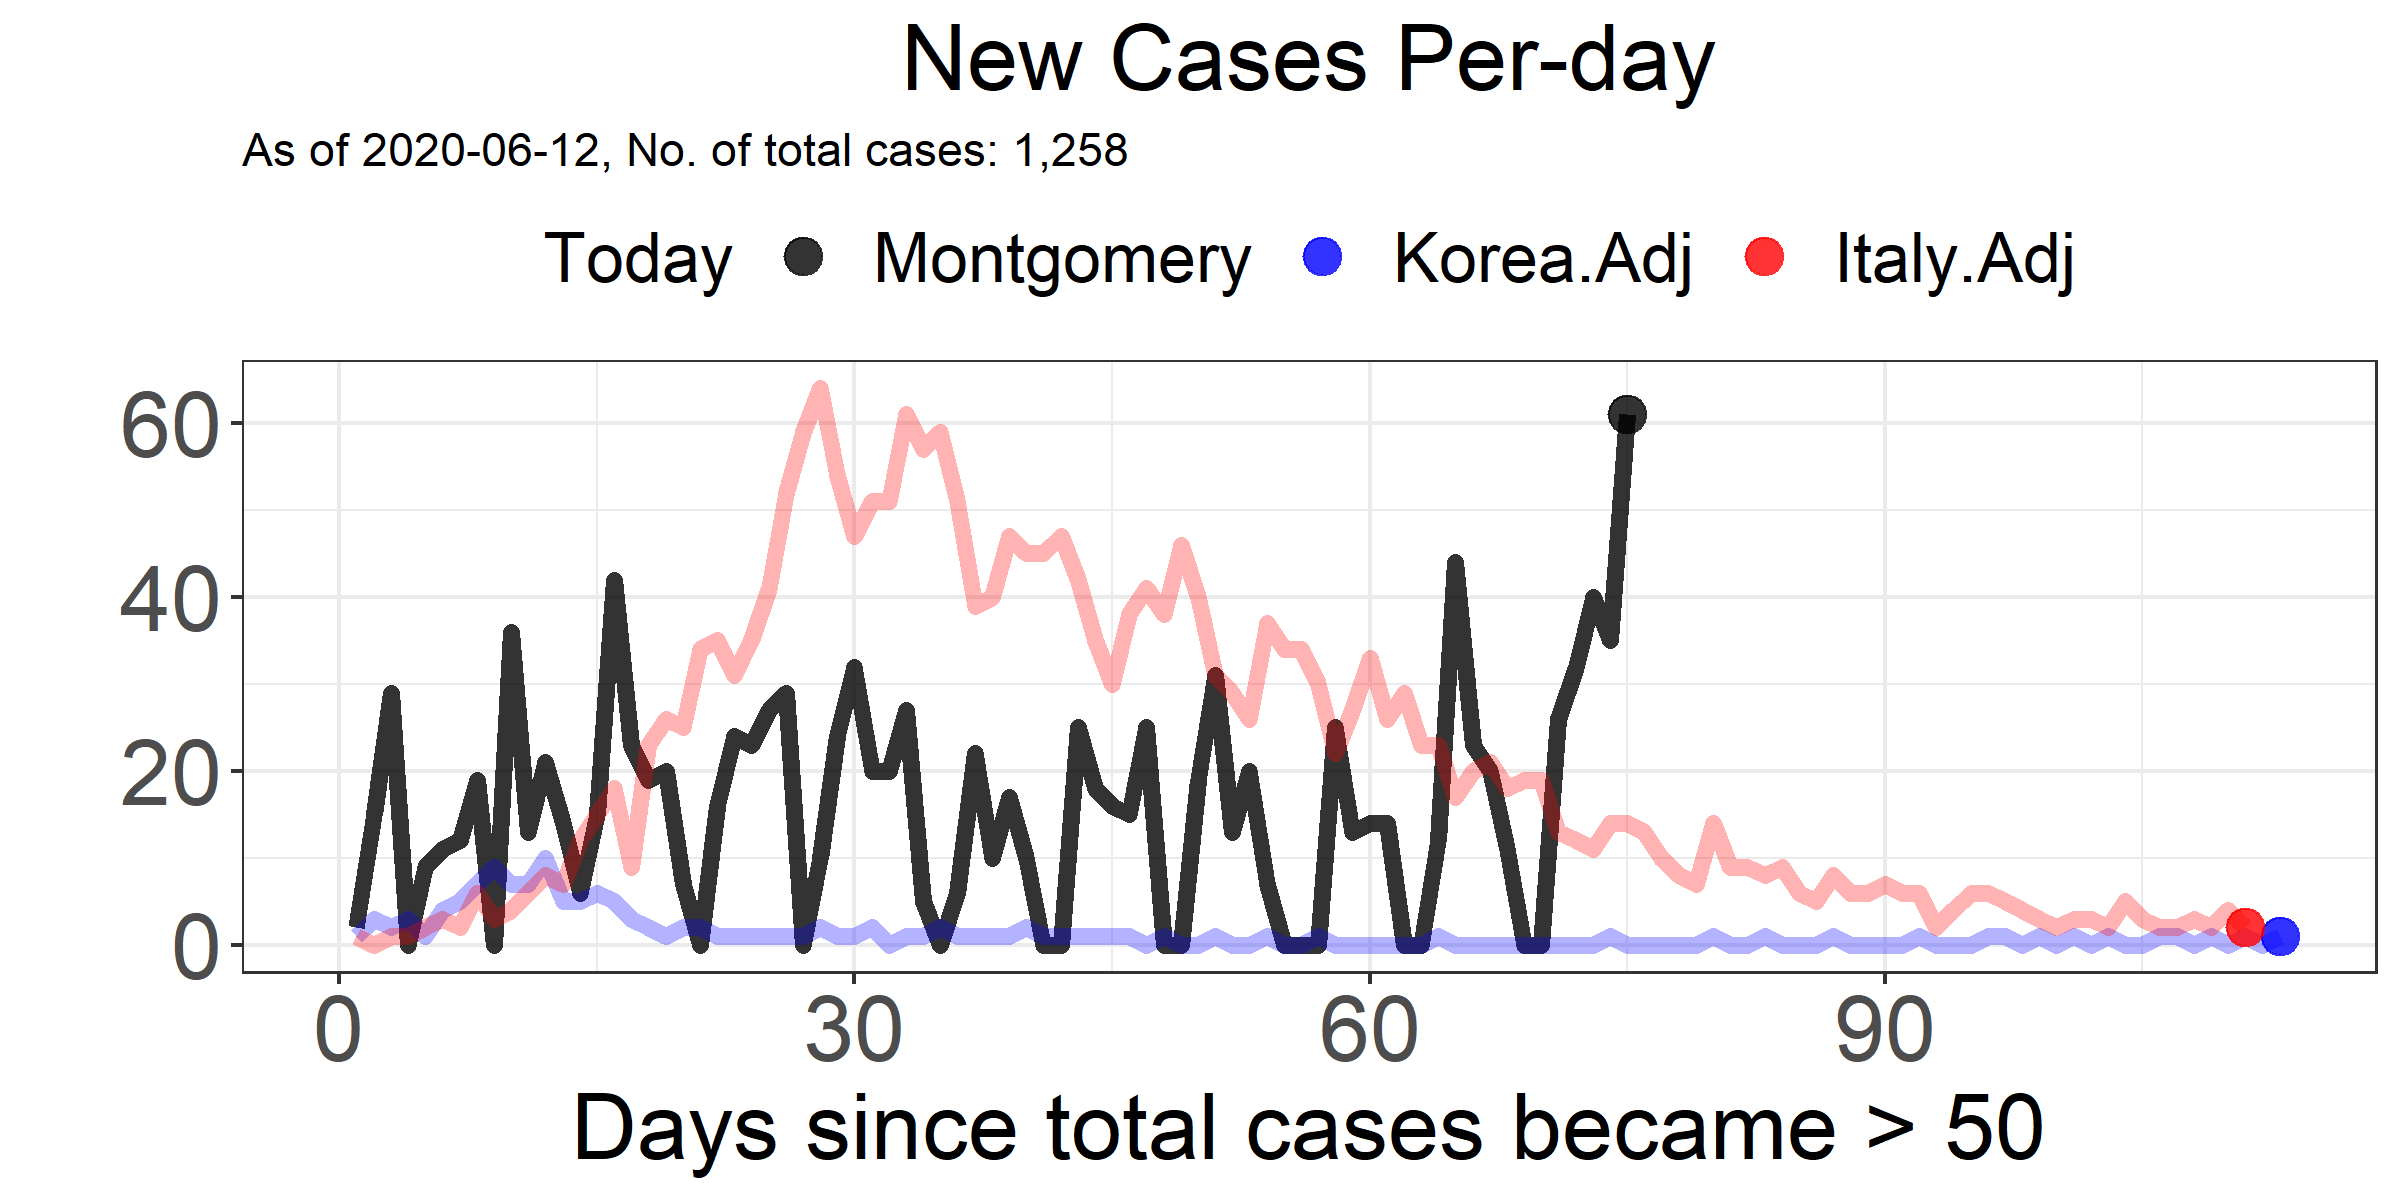 New Cases Per-day
As of 2020-06-12, No. of total cases: 1,258
Today Montgomery Korea.Adj Italy.Adj
60
40
20
0
0 30 60 90
Days since total cases became > 50